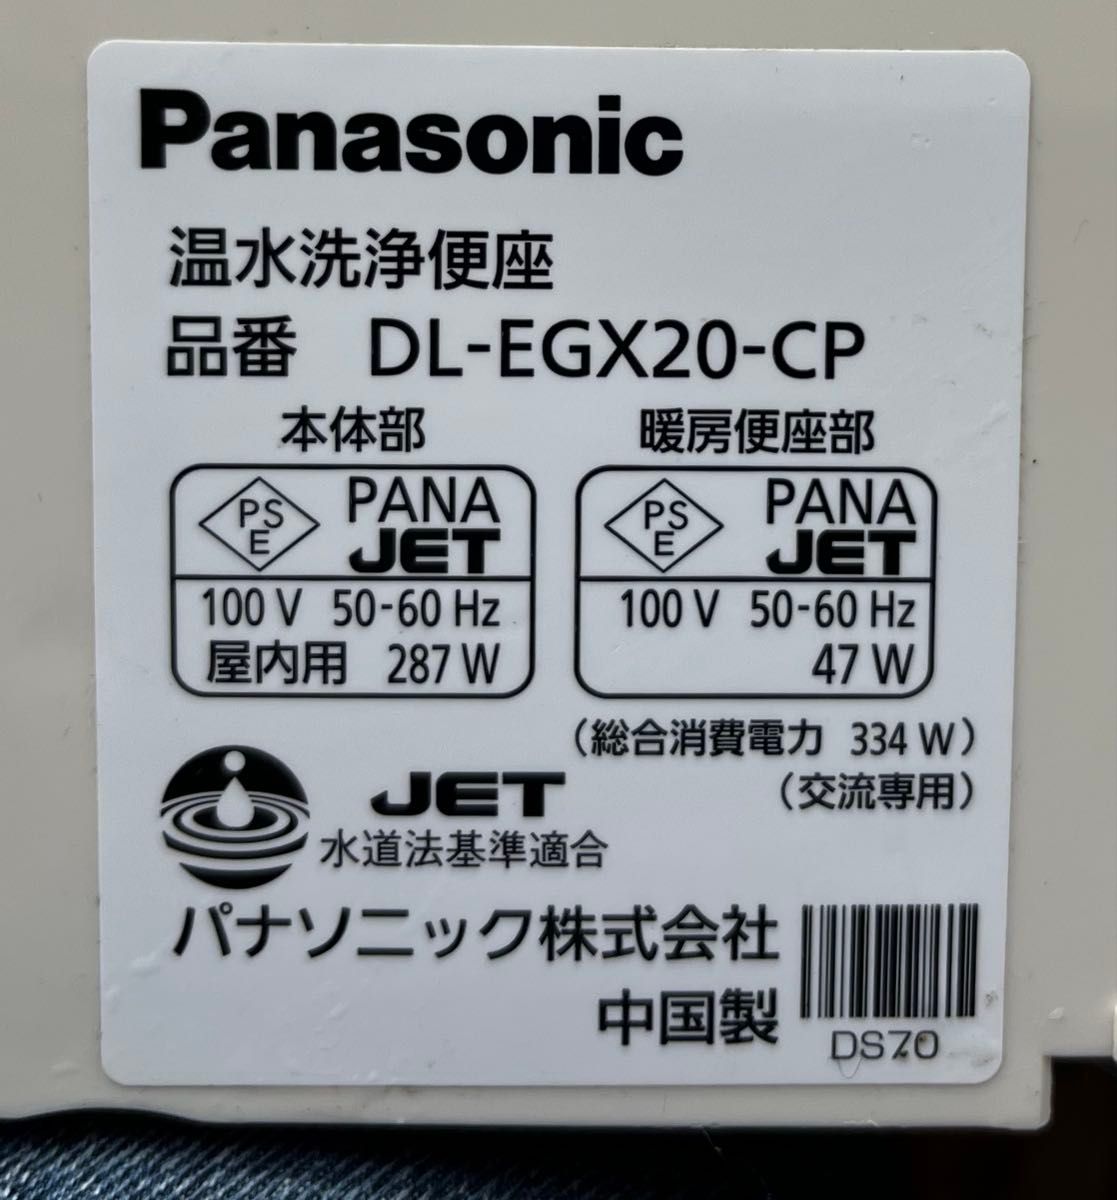 Panasonic
温水洗浄便座
品番 DL-EGX20-CP
本体部 暖房便座部
PS E PANA JET PS E PANA JET
100 V 50-60 Hz 100 V 50-60 Hz
屋内用 287 W 47 W
（総合消費電力 334 W）
（交流専用）
JET
水道法基準適合
パナソニック株式会社
中国製
DS70